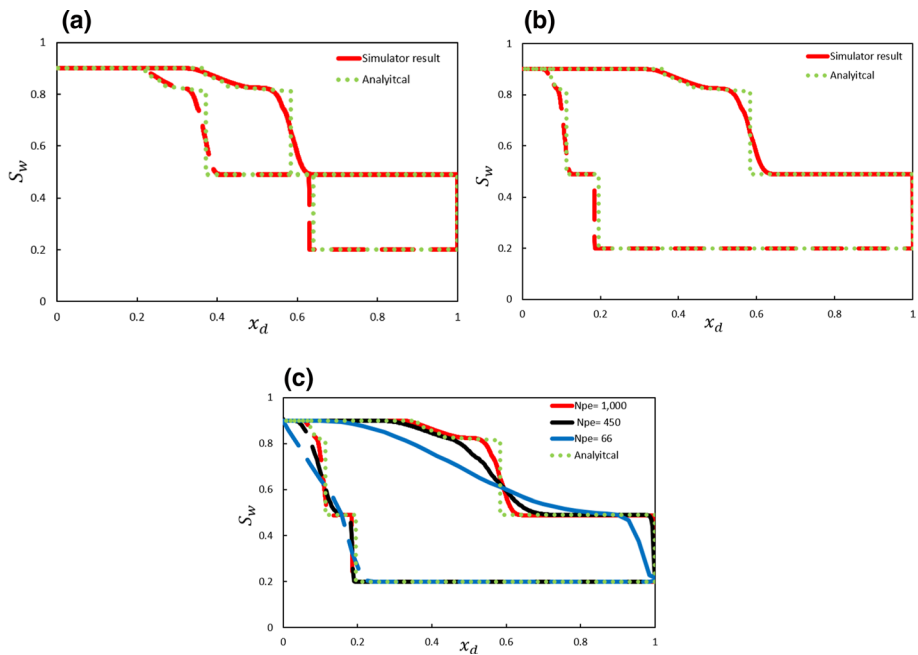 (a)
1
0.8
0.6
0.4
0.2
0
Sw
Simulator result
Analyitcal
0 0.2 0.4 0.6 0.8 1
xd
(b)
1
0.8
0.6
0.4
0.2
0
Sw
Simulator result
Analyitcal
0 0.2 0.4 0.6 0.8 1
xd
(c)
1
0.8
0.6
0.4
0.2
0
Sw
Npe= 1,000
Npe= 450
Npe= 66
Analyitcal
0 0.2 0.4 0.6 0.8 1
xd